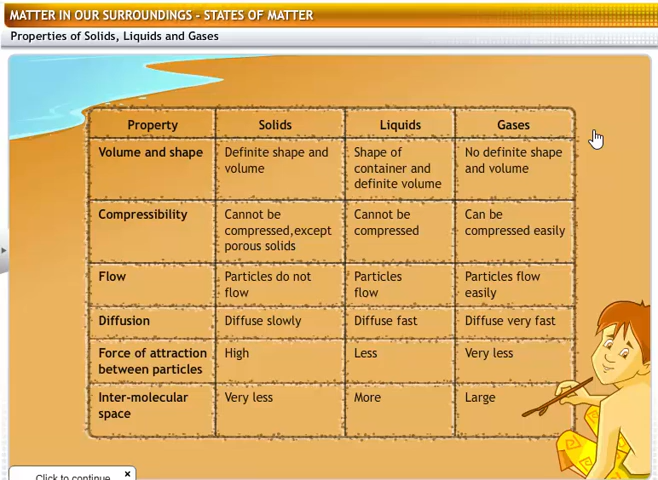 MATTER IN OUR SURROUNDINGS - STATES OF MATTER
Properties of Solids, Liquids and Gases
Property Solids Liquids Gases
Volume and shape Definite shape and volume Shape of container and definite volume No definite shape and volume
Compressibility Cannot be compressed,except porous solids Cannot be compressed Can be compressed easily
Flow Particles do not flow Particles flow Particles flow easily
Diffusion Diffuse slowly Diffuse fast Diffuse very fast
Force of attraction between particles High Less Very less
Inter-molecular space Very less More Large
Click to continue x